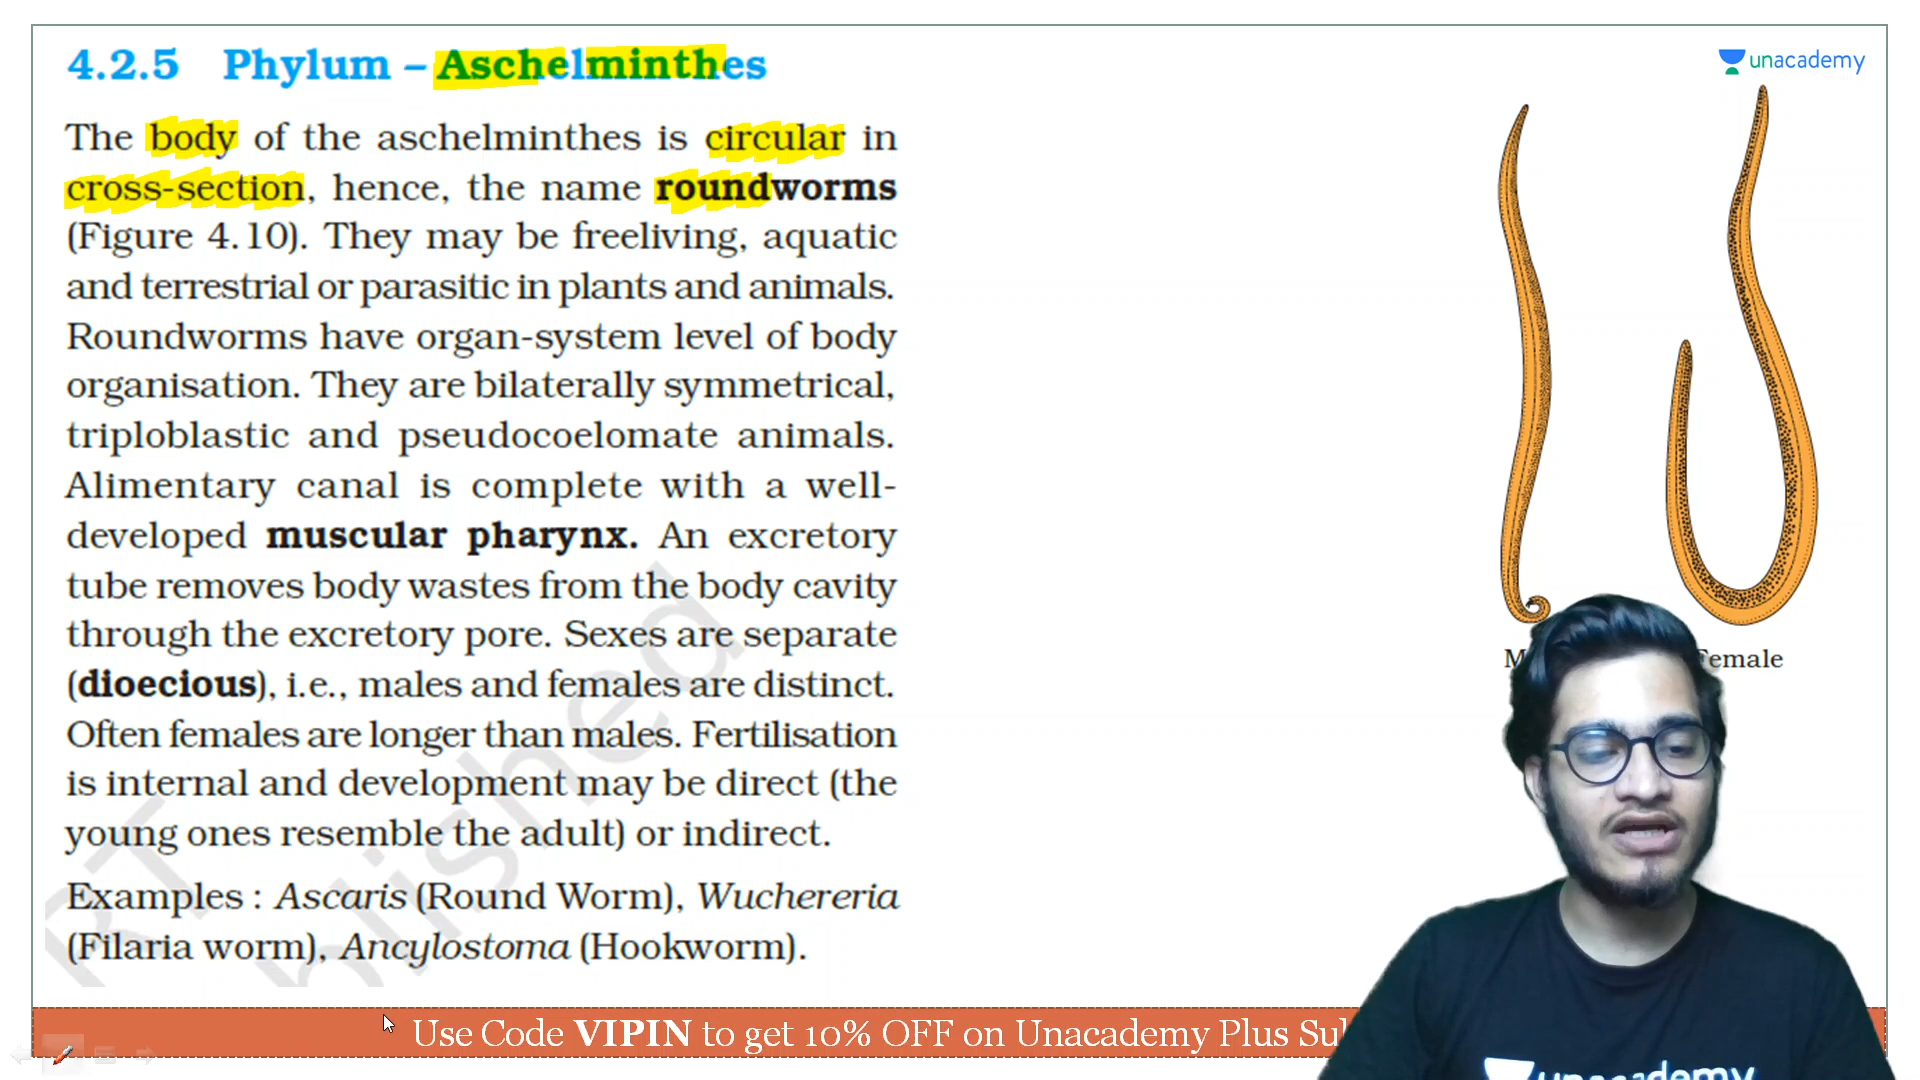 4.2.5 Phylum – Aschelminthes
unacademy
The body of the aschelminthes is circular in
cross-section, hence, the name roundworms
(Figure 4.10). They may be freeliving, aquatic
and terrestrial or parasitic in plants and animals.
Roundworms have organ-system level of body
organisation. They are bilaterally symmetrical,
triploblastic and pseudocoelomate animals.
Alimentary canal is complete with a well-
developed muscular pharynx. An excretory
tube removes body wastes from the body cavity
through the excretory pore. Sexes are separate
(dioecious), i.e., males and females are distinct.
Often females are longer than males. Fertilisation
is internal and development may be direct (the
young ones resemble the adult) or indirect.
Examples : Ascaris (Round Worm), Wuchereria
(Filaria worm), Ancylostoma (Hookworm).
Female
Use Code VIPIN to get 10% OFF on Unacademy Plus
unacademy